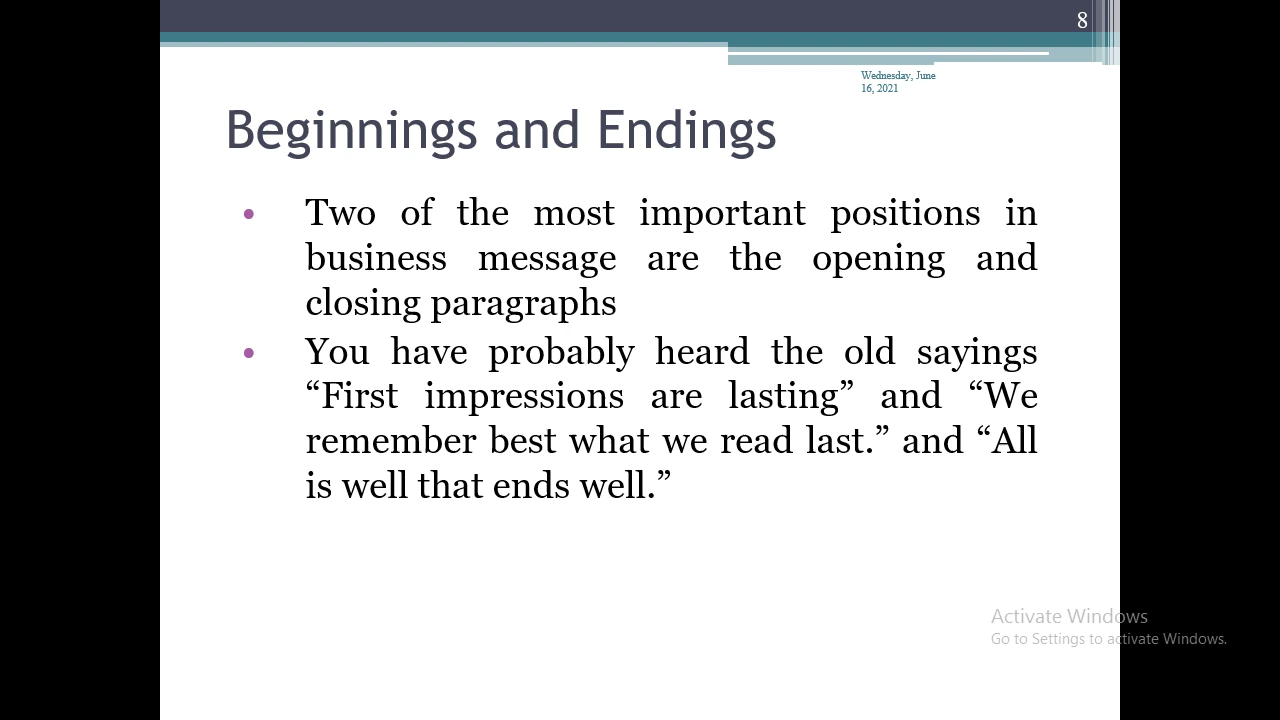 8
Wednesday, June
16, 2021
Beginnings and Endings
• Two of the most important positions in
business message are the opening and
closing paragraphs
• You have probably heard the old sayings
“First impressions are lasting” and “We
remember best what we read last.” and “All
is well that ends well.”
Activate Windows
Go to Settings to activate Windows.